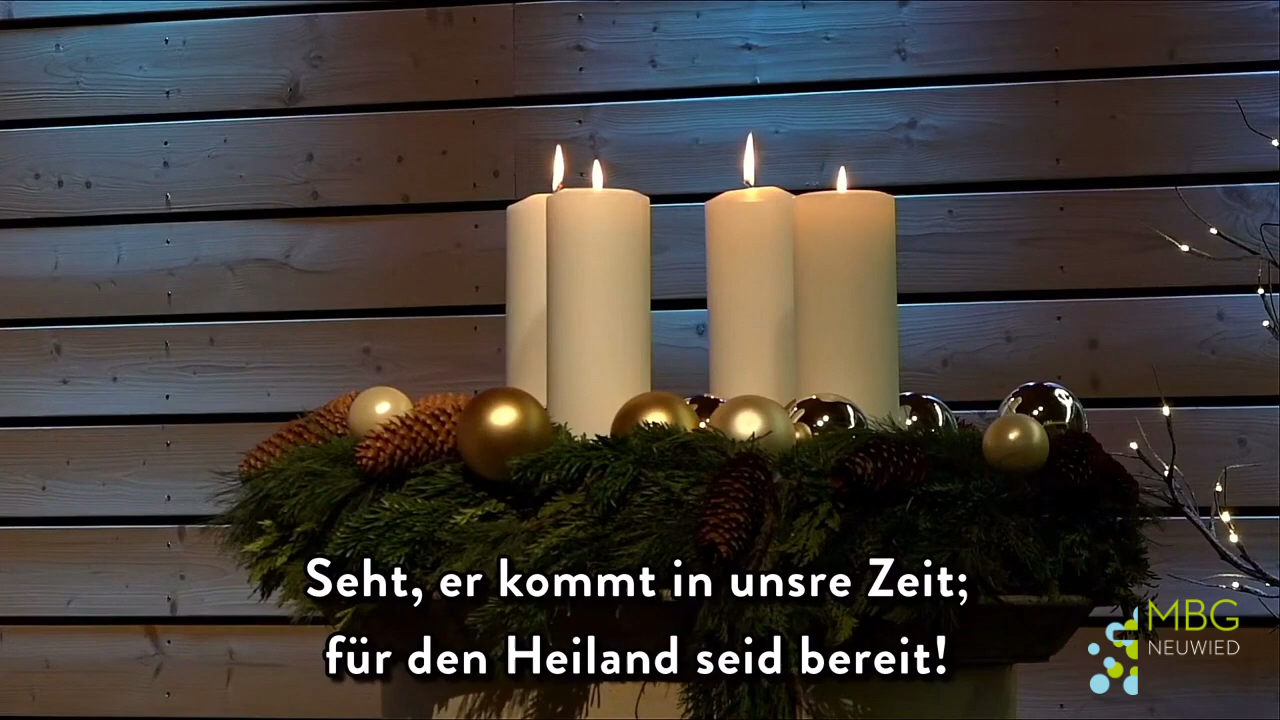 Seht, er kommt in unsre Zeit;
für den Heiland seid bereit!
MBG
NEUWIED